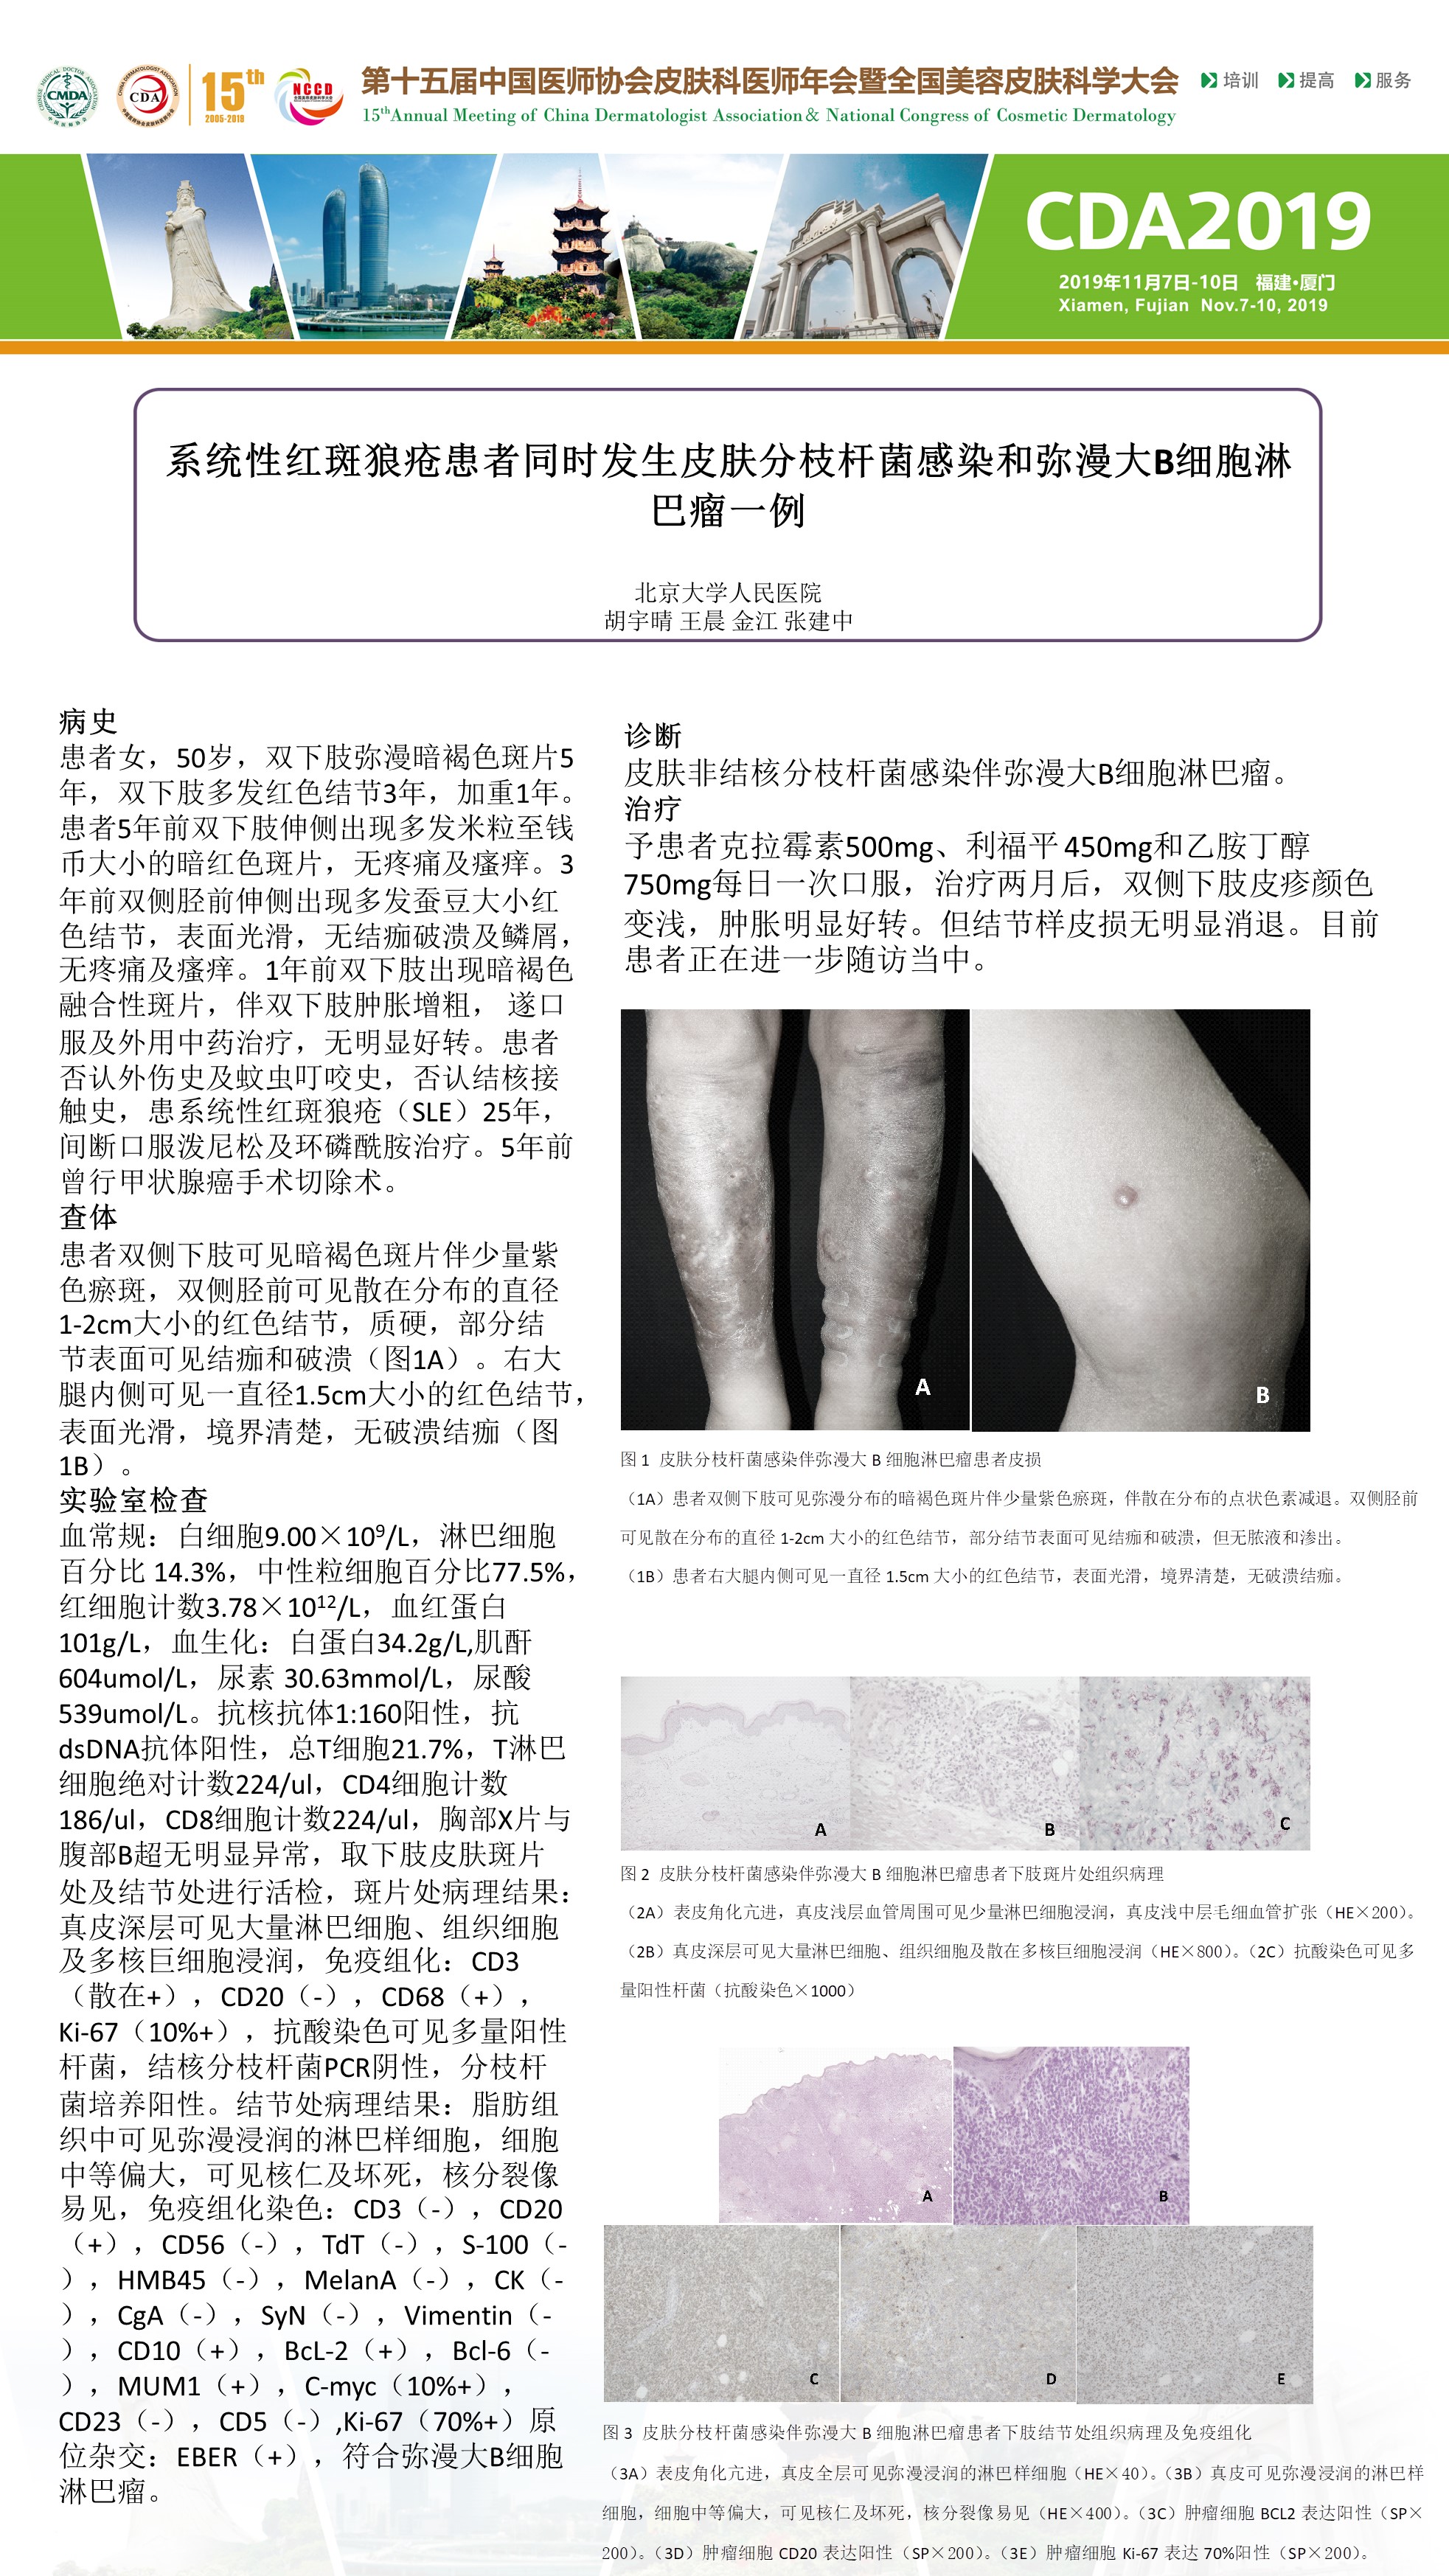 CMDA
CDA
15th
2005-2019
NCCD
第十五届中国医师协会皮肤科医师年会暨全国美容皮肤科学大会
15thAnnual Meeting of China Dermatologist Association& National Congress of Cosmetic Dermatology
培训 提高 服务
CDA2019
2019年11月7日-10日 福建•厦门
Xiamen, Fujian Nov.7-10, 2019
系统性红斑狼疮患者同时发生皮肤分枝杆菌感染和弥漫大B细胞淋
巴瘤一例
北京大学人民医院
胡宇晴 王晨 金江 张建中
病史
患者女，50岁，双下肢弥漫暗褐色斑片5
年，双下肢多发红色结节3年，加重1年。
患者5年前双下肢伸侧出现多发米粒至钱
币大小的暗红色斑片，无疼痛及瘙痒。3
年前双侧胫前伸侧出现多发蚕豆大小红
色结节，表面光滑，无结痂破溃及鳞屑，
无疼痛及瘙痒。1年前双下肢出现暗褐色
融合性斑片，伴双下肢肿胀增粗， 遂口
服及外用中药治疗，无明显好转。患者
否认外伤史及蚊虫叮咬史，否认结核接
触史，患系统性红斑狼疮（SLE）25年，
间断口服泼尼松及环磷酰胺治疗。5年前
曾行甲状腺癌手术切除术。
查体
患者双侧下肢可见暗褐色斑片伴少量紫
色瘀斑，双侧胫前可见散在分布的直径
1-2cm大小的红色结节，质硬，部分结
节表面可见结痂和破溃（图1A）。右大
腿内侧可见一直径1.5cm大小的红色结节，
表面光滑，境界清楚，无破溃结痂（图
1B）。
实验室检查
血常规：白细胞9.00×10⁹/L，淋巴细胞
百分比 14.3%，中性粒细胞百分比77.5%，
红细胞计数3.78×10¹²/L，血红蛋白
101g/L，血生化：白蛋白34.2g/L,肌酐
604umol/L，尿素 30.63mmol/L，尿酸
539umol/L。抗核抗体1:160阳性，抗
dsDNA抗体阳性，总T细胞21.7%，T淋巴
细胞绝对计数224/ul，CD4细胞计数
186/ul，CD8细胞计数224/ul，胸部X片与
腹部B超无明显异常，取下肢皮肤斑片
处及结节处进行活检，斑片处病理结果：
真皮深层可见大量淋巴细胞、组织细胞
及多核巨细胞浸润，免疫组化：CD3
（散在+），CD20（-），CD68（+），
Ki-67（10%+），抗酸染色可见多量阳性
杆菌，结核分枝杆菌PCR阴性，分枝杆
菌培养阳性。结节处病理结果：脂肪组
织中可见弥漫浸润的淋巴样细胞，细胞
中等偏大，可见核仁及坏死，核分裂像
易见，免疫组化染色：CD3（-），CD20
（+），CD56（-），TdT（-），S-100（-
），HMB45（-），MelanA（-），CK（-
），CgA（-），SyN（-），Vimentin（-
），CD10（+），BcL-2（+），Bcl-6（-
），MUM1（+），C-myc（10%+），
CD23（-），CD5（-）,Ki-67（70%+）原
位杂交：EBER（+），符合弥漫大B细胞
淋巴瘤。
诊断
皮肤非结核分枝杆菌感染伴弥漫大B细胞淋巴瘤。
治疗
予患者克拉霉素500mg、利福平 450mg和乙胺丁醇
750mg每日一次口服，治疗两月后，双侧下肢皮疹颜色
变浅，肿胀明显好转。但结节样皮损无明显消退。目前
患者正在进一步随访当中。
A
B
图 1 皮肤分枝杆菌感染伴弥漫大 B 细胞淋巴瘤患者皮损
（1A）患者双侧下肢可见弥漫分布的暗褐色斑片伴少量紫色瘀斑，伴散在分布的点状色素减退。双侧胫前
可见散在分布的直径 1-2cm 大小的红色结节，部分结节表面可见结痂和破溃，但无脓液和渗出。
（1B）患者右大腿内侧可见一直径 1.5cm 大小的红色结节，表面光滑，境界清楚，无破溃结痂。
A
B
C
图 2 皮肤分枝杆菌感染伴弥漫大 B 细胞淋巴瘤患者下肢斑片处组织病理
（2A）表皮角化亢进，真皮浅层血管周围可见少量淋巴细胞浸润，真皮浅中层毛细血管扩张（HE×200）。
（2B）真皮深层可见大量淋巴细胞、组织细胞及散在多核巨细胞浸润（HE×800）。（2C）抗酸染色可见多
量阳性杆菌（抗酸染色×1000）
A
B
C
D
E
图 3 皮肤分枝杆菌感染伴弥漫大 B 细胞淋巴瘤患者下肢结节处组织病理及免疫组化
（3A）表皮角化亢进，真皮全层可见弥漫浸润的淋巴样细胞（HE×40）。（3B）真皮可见弥漫浸润的淋巴样
细胞，细胞中等偏大，可见核仁及坏死，核分裂像易见（HE×400）。（3C）肿瘤细胞 BCL2 表达阳性（SP×
200）。（3D）肿瘤细胞 CD20 表达阳性（SP×200）。（3E）肿瘤细胞 Ki-67 表达 70%阳性（SP×200）。